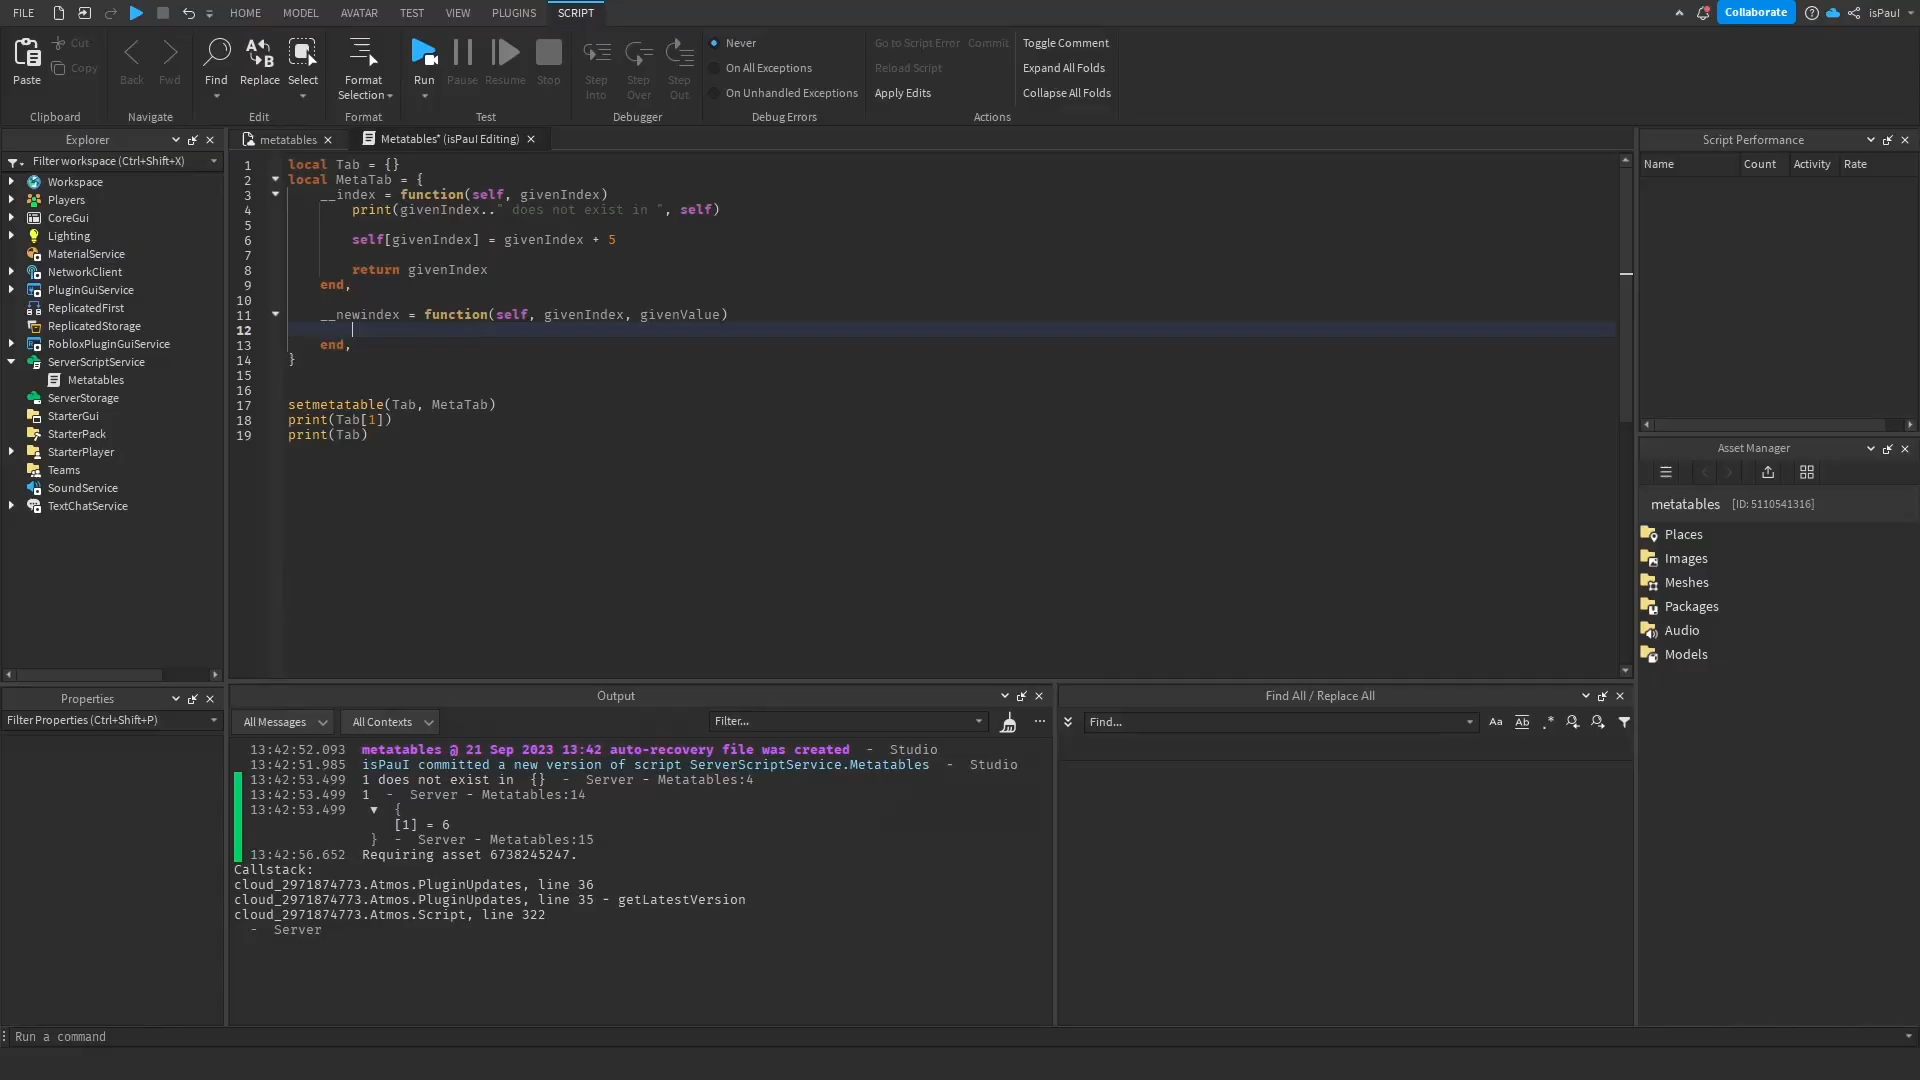 FILE HOME MODEL AVATAR TEST VIEW PLUGINS SCRIPT Collaborate isPaul
Paste Cut Copy
Clipboard
Back Fwd
Navigate
Find Replace Select
Edit
Format Selection
Format
Run Pause Resume Stop
Test
Step Into Step Over Step Out
Debugger
Never
On All Exceptions
On Unhandled Exceptions
Debug Errors
Go to Script Error Commit
Reload Script
Apply Edits
Toggle Comment
Expand All Folds
Collapse All Folds
Actions
Explorer
Filter workspace (Ctrl+Shift+X)
Workspace
Players
CoreGui
Lighting
MaterialService
NetworkClient
PluginGuiService
ReplicatedFirst
ReplicatedStorage
RobloxPluginGuiService
ServerScriptService
Metatables
ServerStorage
StarterGui
StarterPack
StarterPlayer
Teams
SoundService
TextChatService
Properties
Filter Properties (Ctrl+Shift+P)
metatables Metatables* (isPaul Editing)
1 local Tab = {}
2 local MetaTab = {
3 __index = function(self, givenIndex)
4 print(givenIndex.." does not exist in ", self)
5
6 self[givenIndex] = givenIndex + 5
7
8 return givenIndex
9 end,
10
11 __newindex = function(self, givenIndex, givenValue)
12
13 end,
14 }
15
16
17 setmetatable(Tab, MetaTab)
18 print(Tab[1])
19 print(Tab)
Output
All Messages All Contexts Filter...
13:42:52.093 metatables @ 21 Sep 2023 13:42 auto-recovery file was created - Studio
13:42:51.985 isPaul committed a new version of script ServerScriptService.Metatables - Studio
13:42:53.499 1 does not exist in {} - Server - Metatables:4
13:42:53.499 1 - Server - Metatables:14
13:42:53.499 ▼ {
[1] = 6
} - Server - Metatables:15
13:42:56.652 Requiring asset 6738245247.
Callstack:
cloud_2971874773.Atmos.PluginUpdates, line 36
cloud_2971874773.Atmos.PluginUpdates, line 35 - getLatestVersion
cloud_2971874773.Atmos.Script, line 322
- Server
Find All / Replace All
Find... Aa Ab .*
Script Performance
Name Count Activity Rate
Asset Manager
metatables [ID: 5110541316]
Places
Images
Meshes
Packages
Audio
Models
Run a command